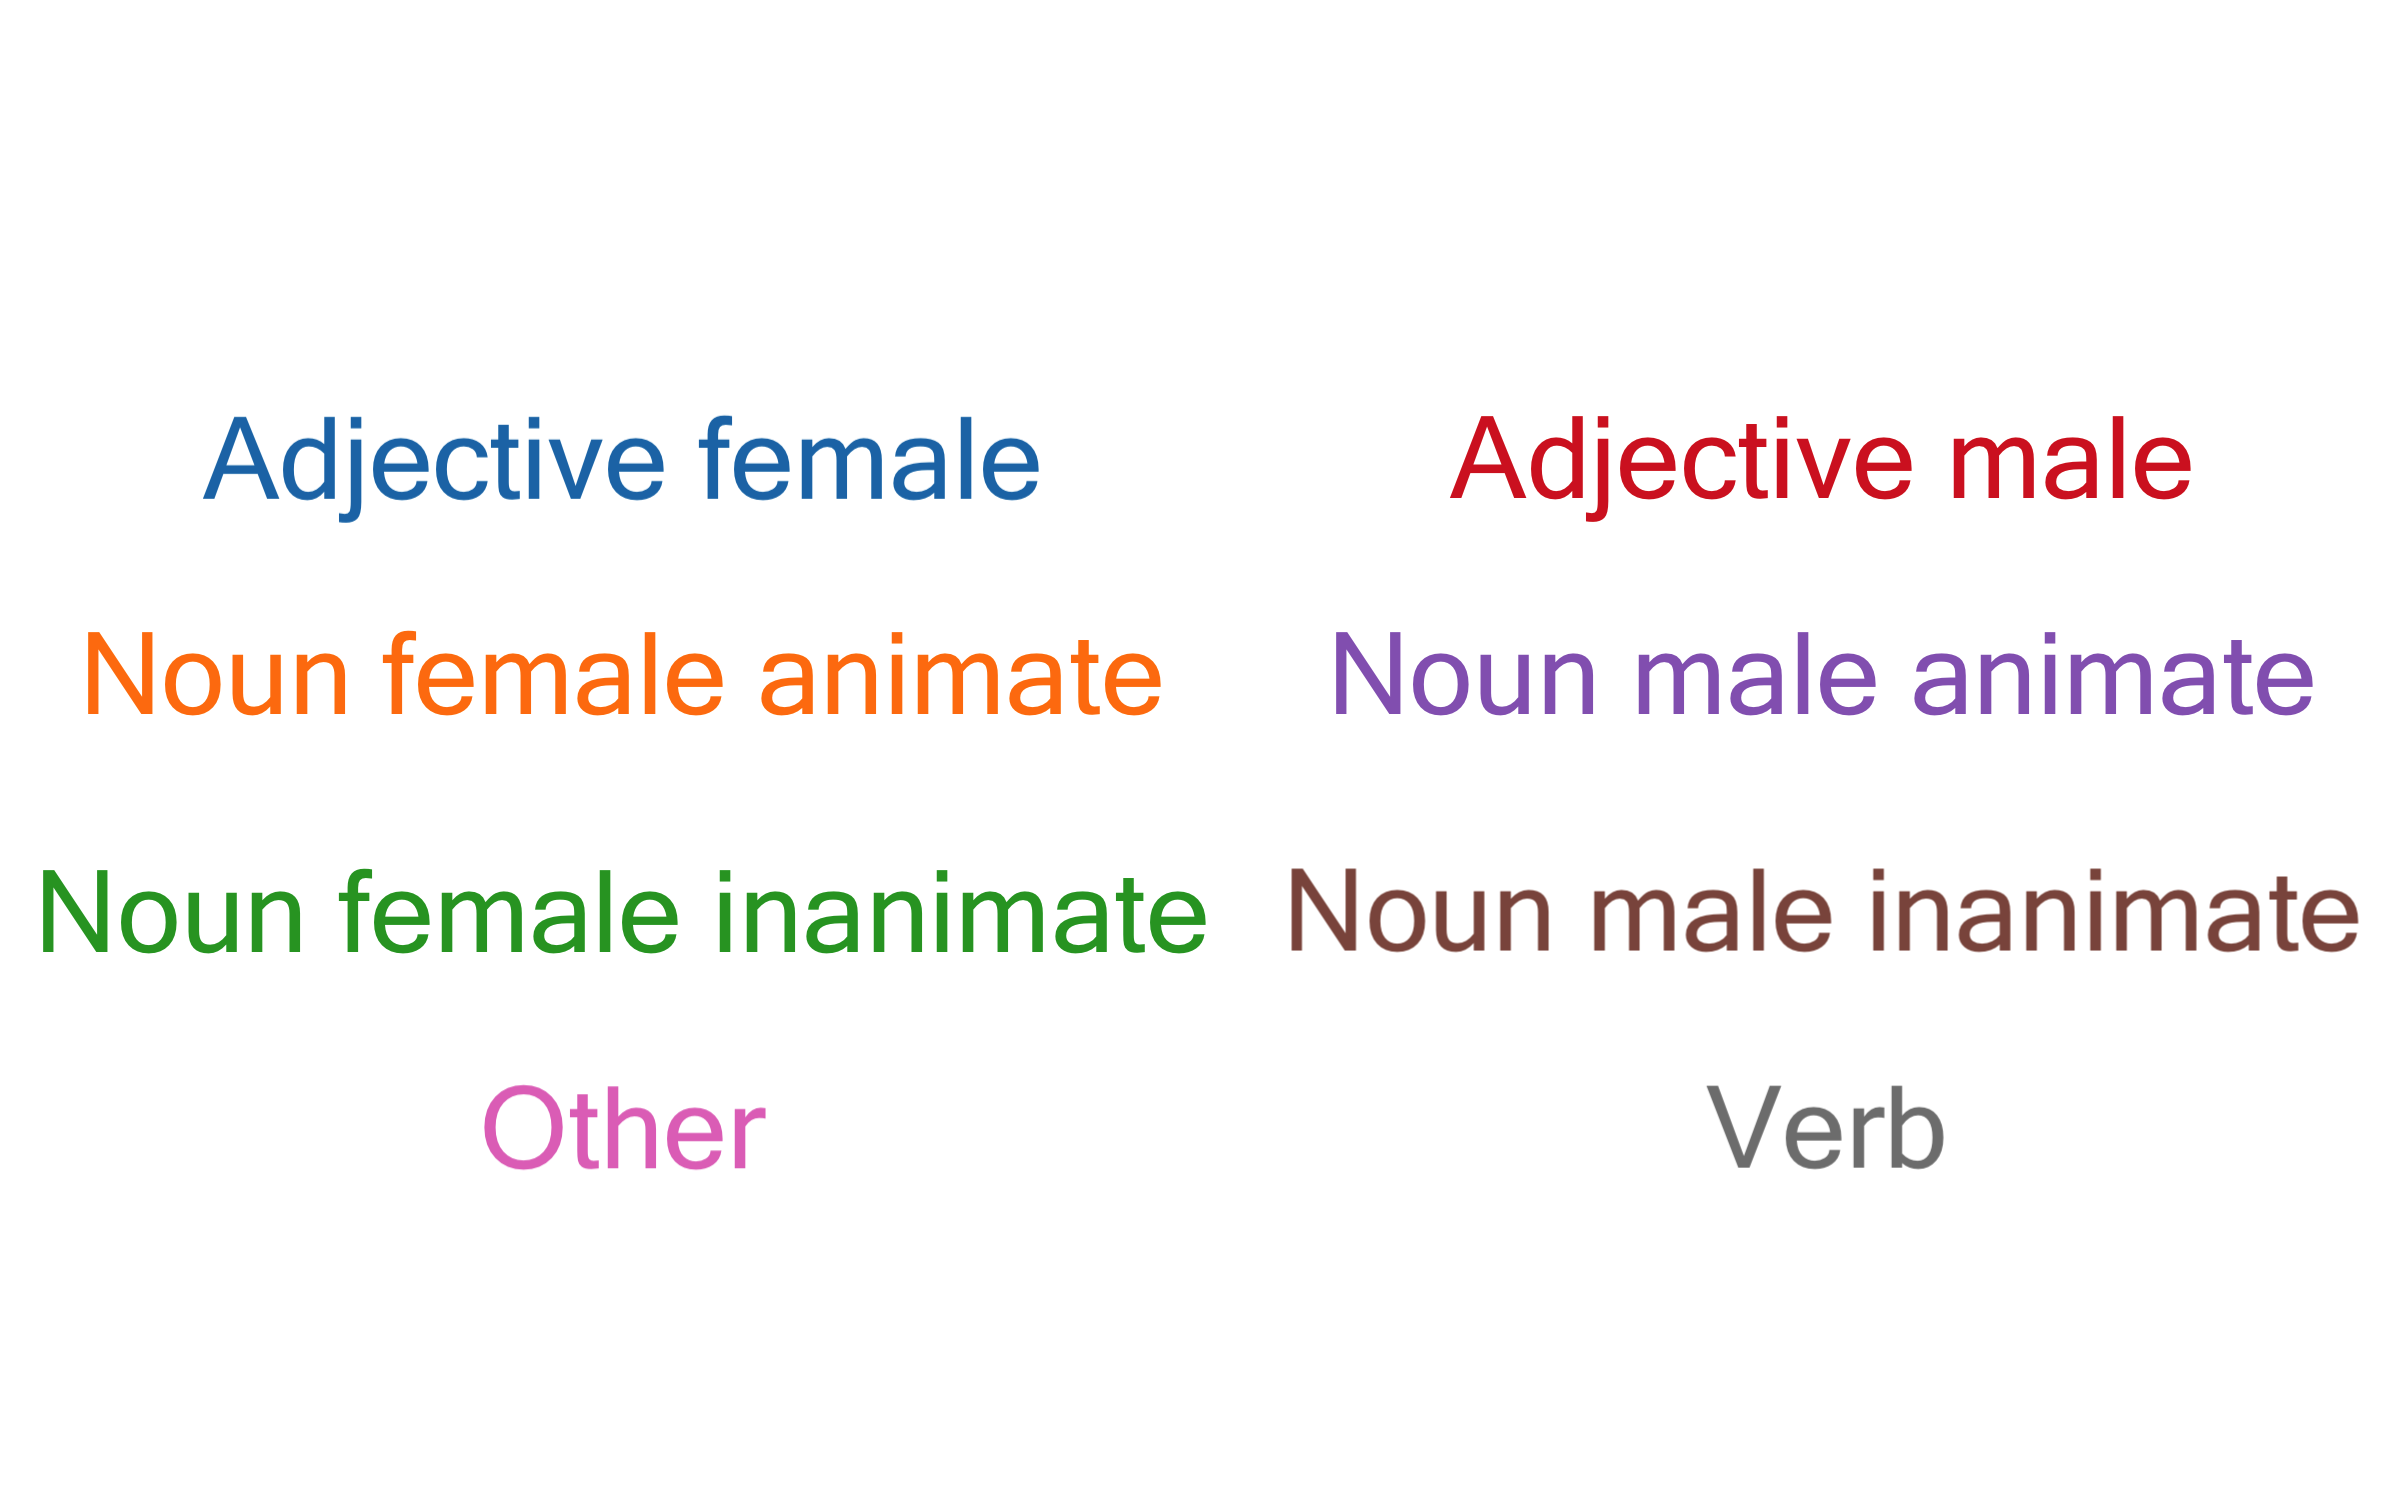 Adjective female
Adjective male
Noun female animate
Noun male animate
Noun female inanimate
Noun male inanimate
Other
Verb